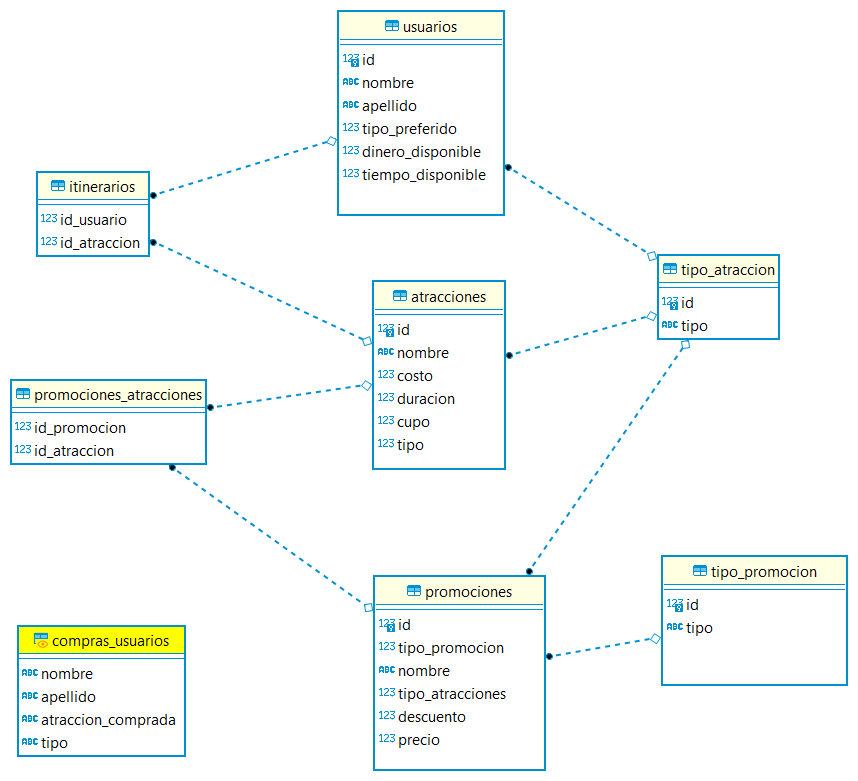 usuarios
123 id
ABC nombre
ABC apellido
123 tipo_preferido
123 dinero_disponible
123 tiempo_disponible
itinerarios
123 id_usuario
123 id_atraccion
tipo_atraccion
123 id
ABC tipo
atracciones
123 id
ABC nombre
123 costo
123 duracion
123 cupo
123 tipo
promociones_atracciones
123 id_promocion
123 id_atraccion
promociones
123 id
123 tipo_promocion
ABC nombre
123 tipo_atracciones
123 descuento
123 precio
tipo_promocion
123 id
ABC tipo
compras_usuarios
ABC nombre
ABC apellido
ABC atraccion_comprada
ABC tipo